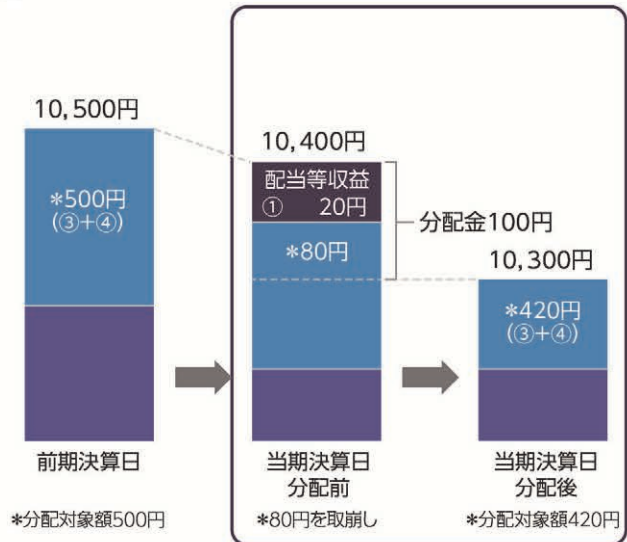 10,500円
*500円
(③+④)
前期決算日
*分配対象額500円
10,400円
配当等収益
① 20円
*80円
分配金100円
当期決算日
分配前
*80円を取崩し
10,300円
*420円
(③+④)
当期決算日
分配後
*分配対象額420円